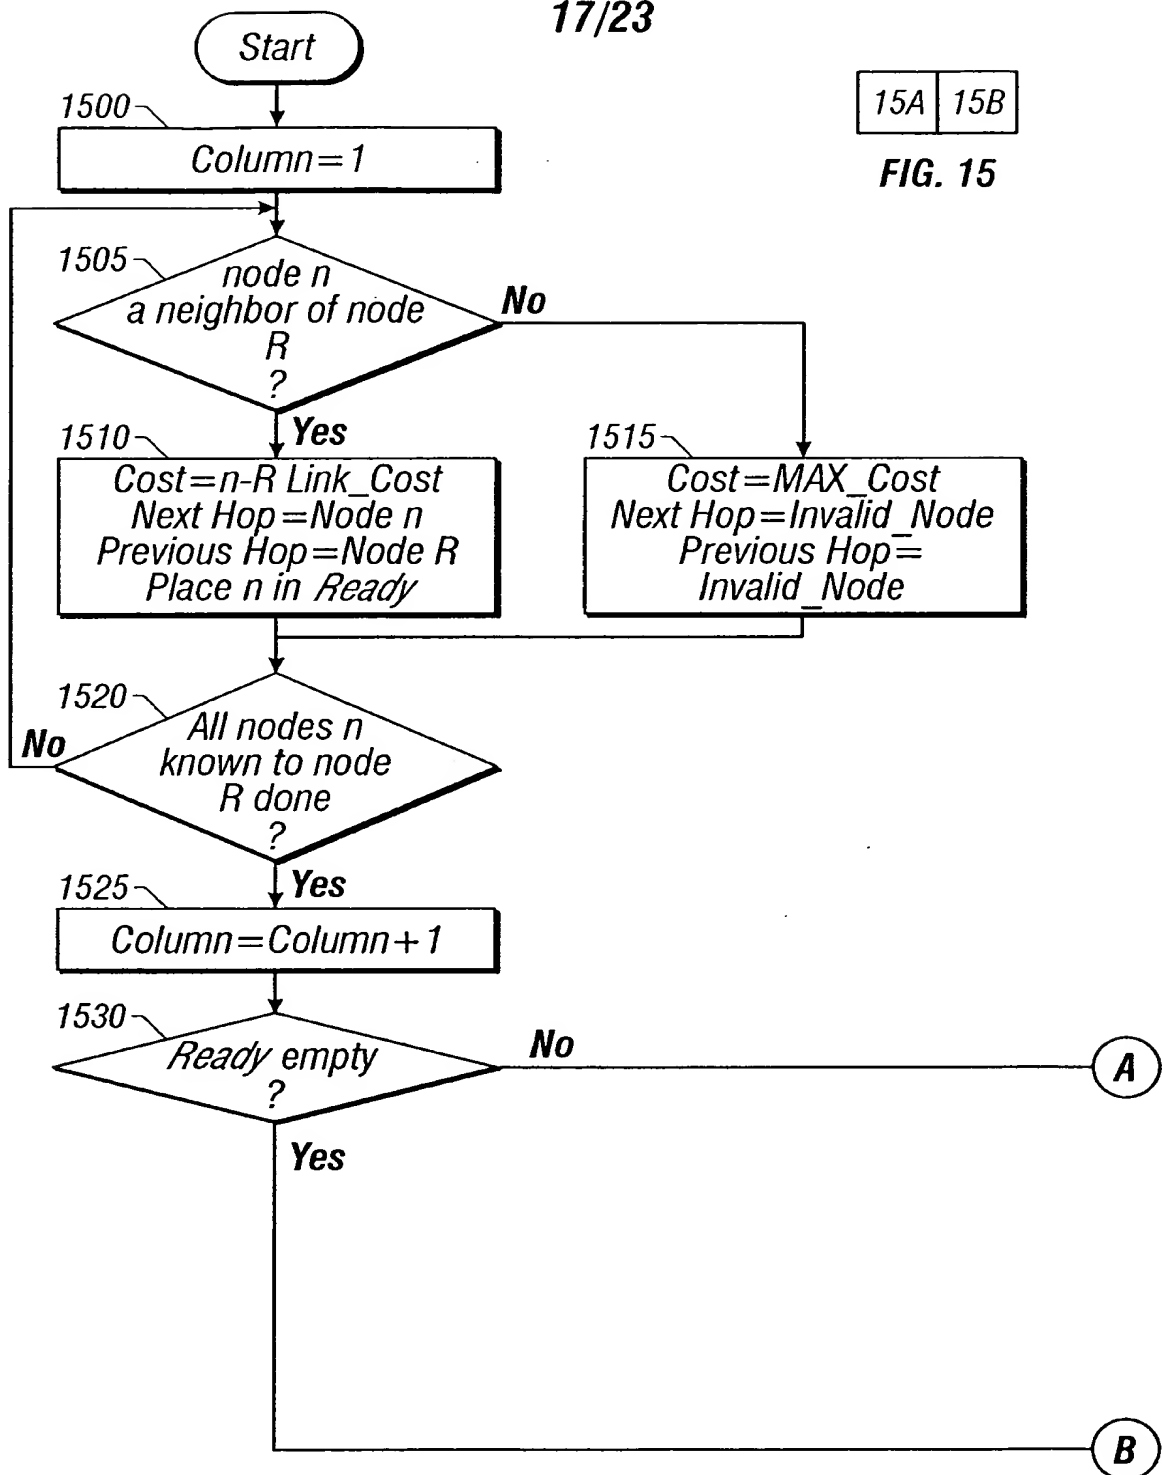 17/23
Start
15A 15B
FIG. 15
1500
Column=1
1505
node n
a neighbor of node
R
?
No
Yes
1510
Cost=n-R Link_Cost
Next Hop=Node n
Previous Hop=Node R
Place n in Ready
1515
Cost=MAX_Cost
Next Hop=Invalid_Node
Previous Hop=
Invalid_Node
1520
All nodes n
known to node
R done
?
No
Yes
1525
Column=Column+1
1530
Ready empty
?
No
A
Yes
B